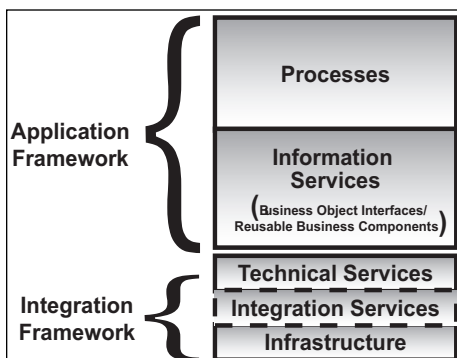 Application
Framework
Processes
Information
Services
(Business Object Interfaces/
Reusable Business Components)
Integration
Framework
Technical Services
Integration Services
Infrastructure